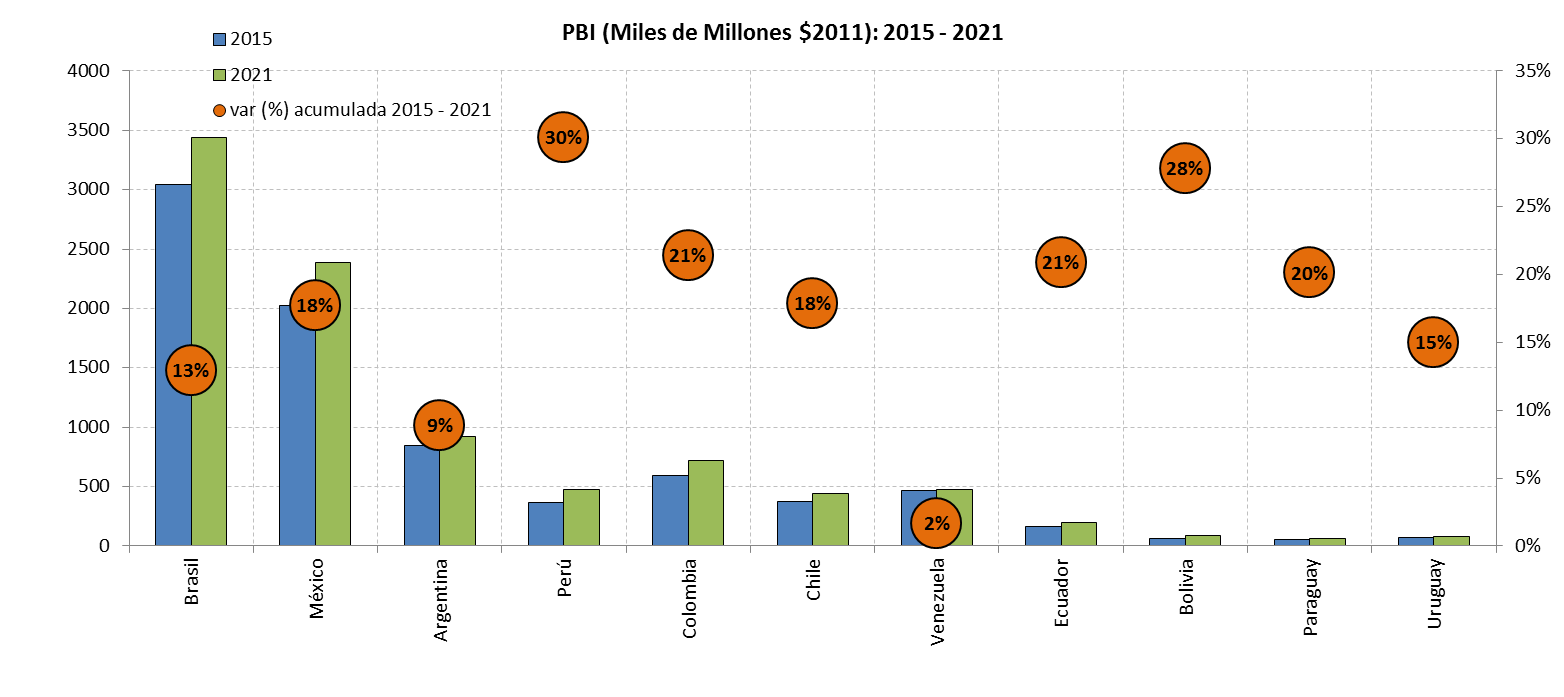 PBI (Miles de Millones $2011): 2015 - 2021
2015
2021
var (%) acumulada 2015 - 2021
4000
3500
3000
2500
2000
1500
1000
500
0
35%
30%
25%
20%
15%
10%
5%
0%
13%
18%
9%
30%
21%
18%
2%
21%
28%
20%
15%
Brasil
México
Argentina
Perú
Colombia
Chile
Venezuela
Ecuador
Bolivia
Paraguay
Uruguay